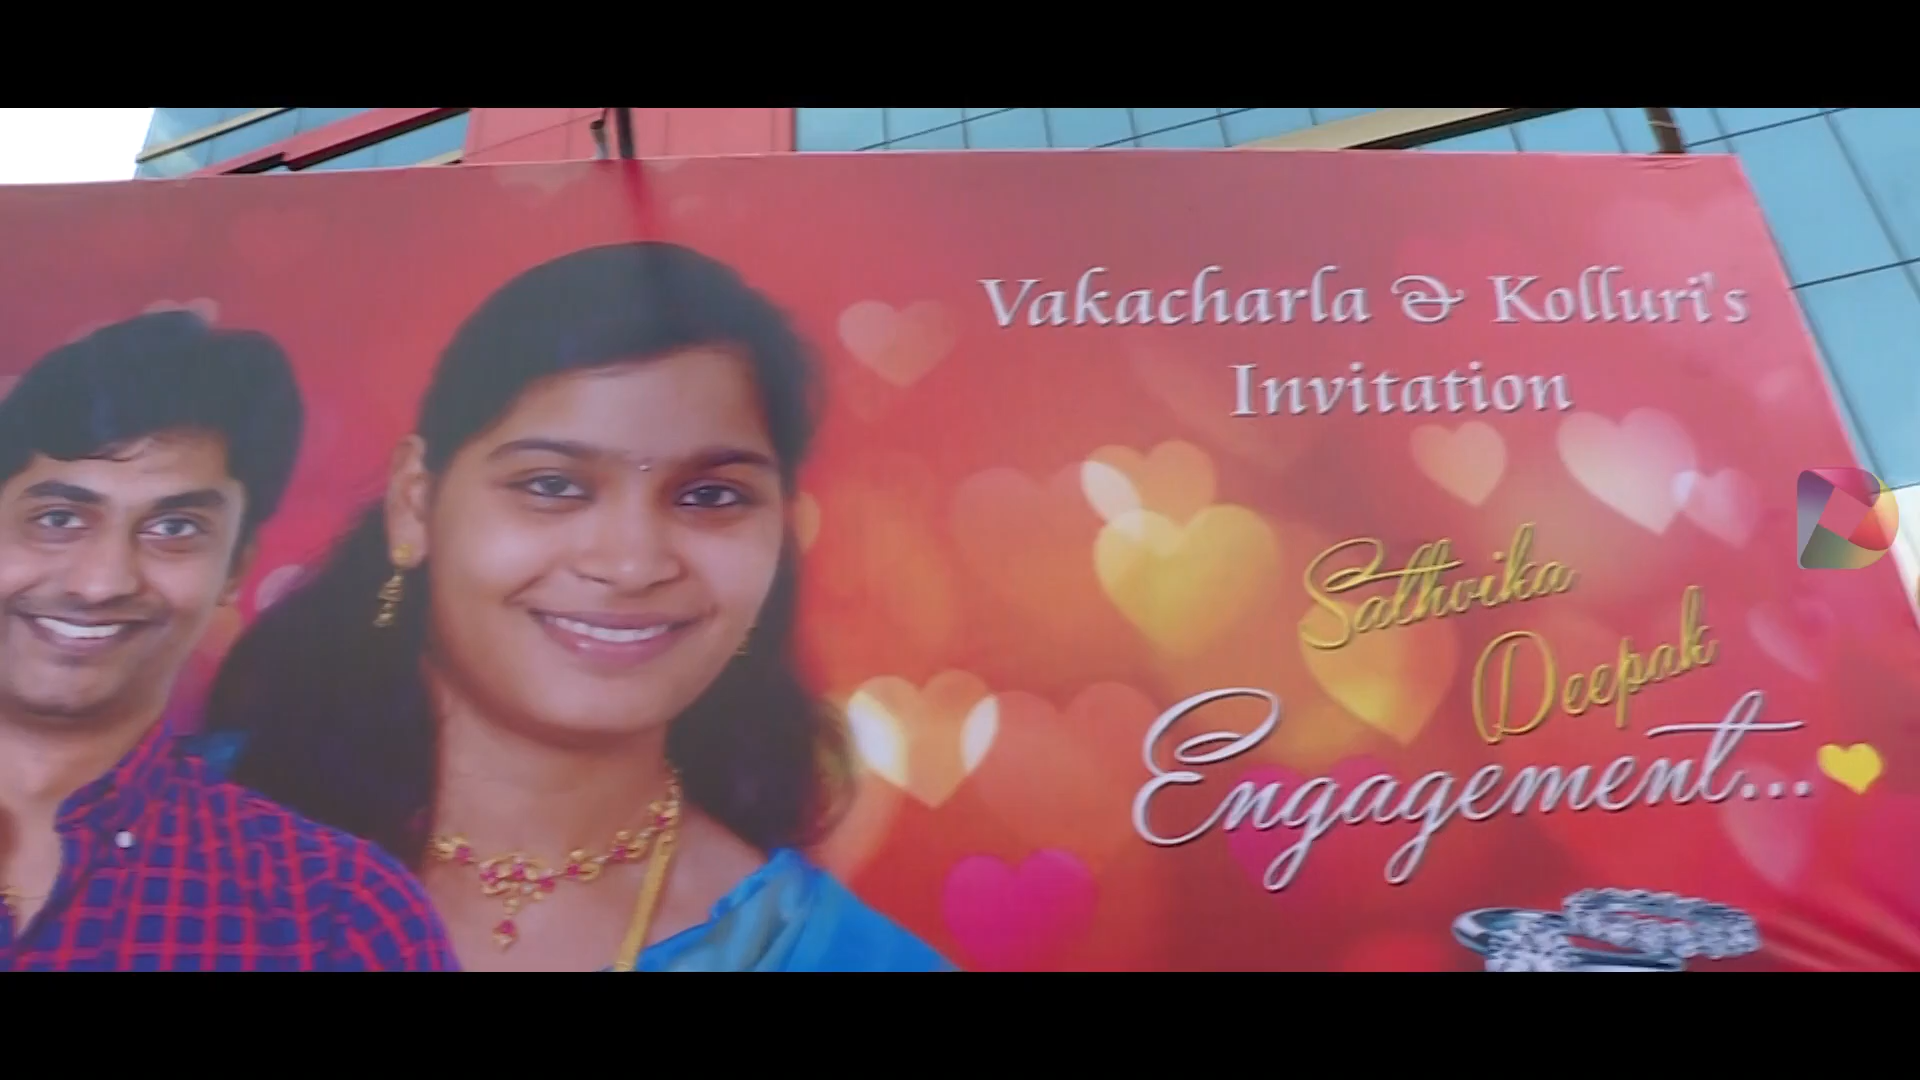 Vakacharla & Kolluri's
Invitation
Sathvika
Deepak
Engagement...